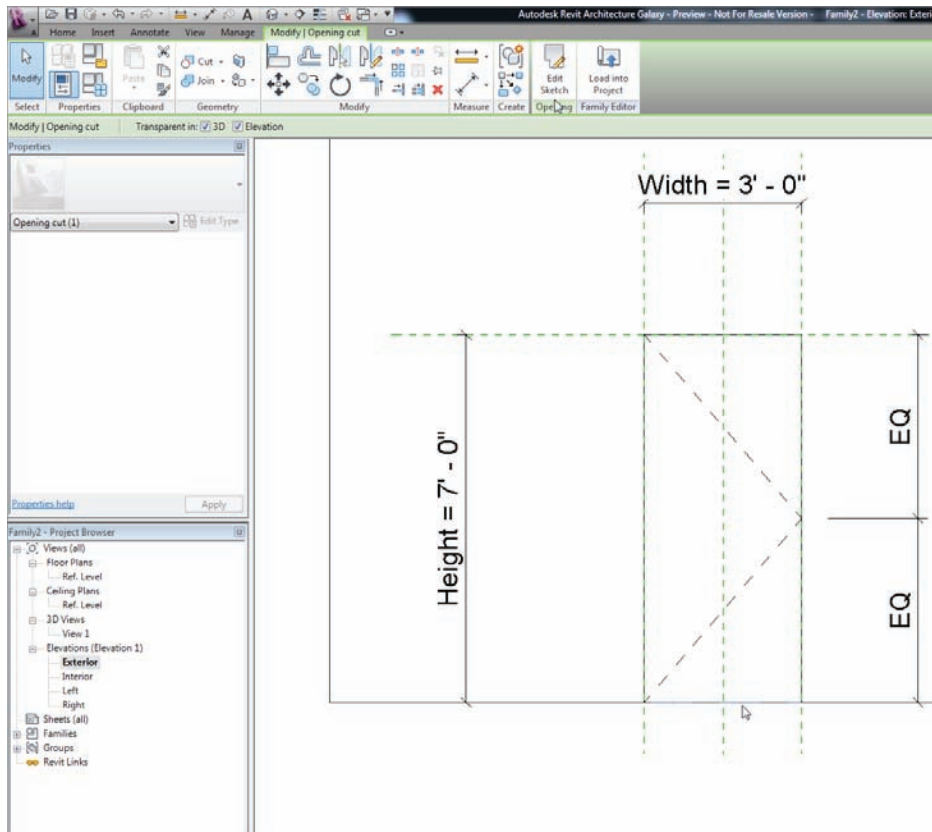 Autodesk Revit Architecture Galaxy - Preview - Not For Resale Version - Family2 - Elevation: Exteri
Home Insert Annotate View Manage Modify | Opening cut
Modify
Paste
Cut
Join
Edit Sketch
Load into Project
Select Properties Clipboard Geometry Modify Measure Create Opening Family Editor
Modify | Opening cut Transparent in: 3D Elevation
Properties
Opening cut (1) Edit Type
Properties help Apply
Family2 - Project Browser
Views (all)
Floor Plans
Ref. Level
Ceiling Plans
Ref. Level
3D Views
View 1
Elevations (Elevation 1)
Exterior
Interior
Left
Right
Sheets (all)
Families
Groups
Revit Links
Width = 3' - 0"
Height = 7' - 0"
EQ
EQ